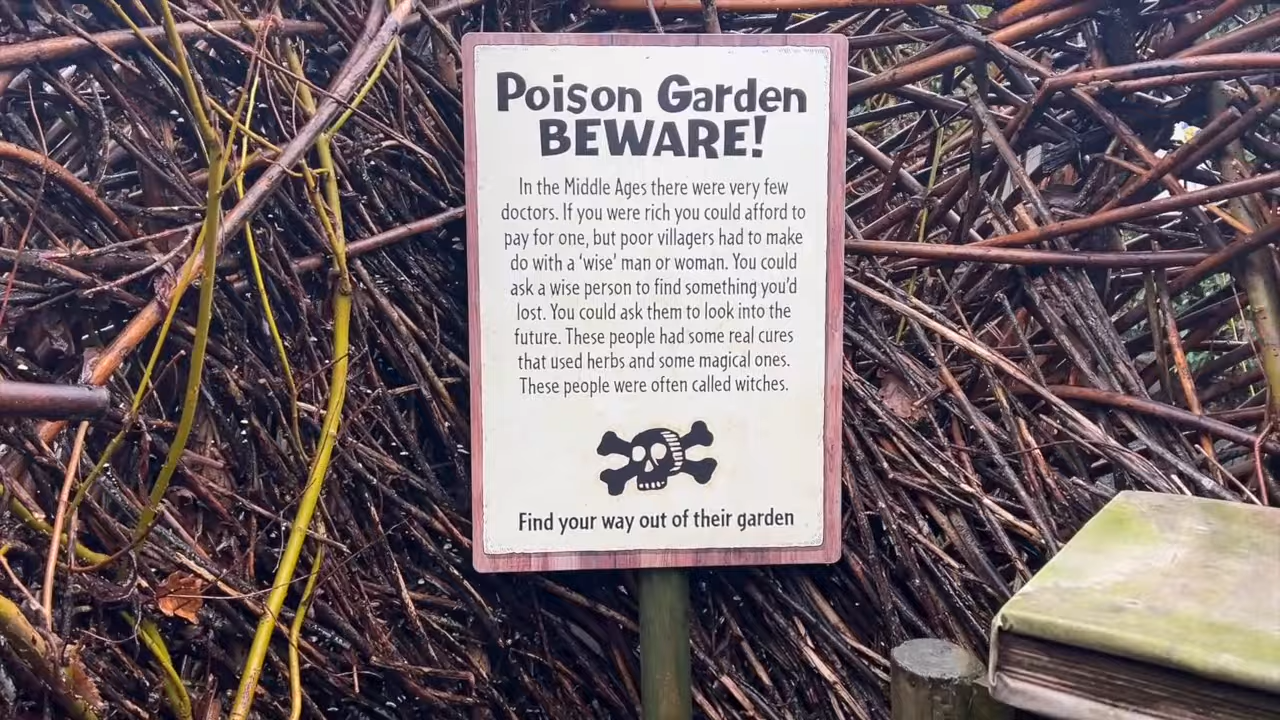 Poison Garden
BEWARE!
In the Middle Ages there were very few
doctors. If you were rich you could afford to
pay for one, but poor villagers had to make
do with a ‘wise’ man or woman. You could
ask a wise person to find something you’d
lost. You could ask them to look into the
future. These people had some real cures
that used herbs and some magical ones.
These people were often called witches.
Find your way out of their garden